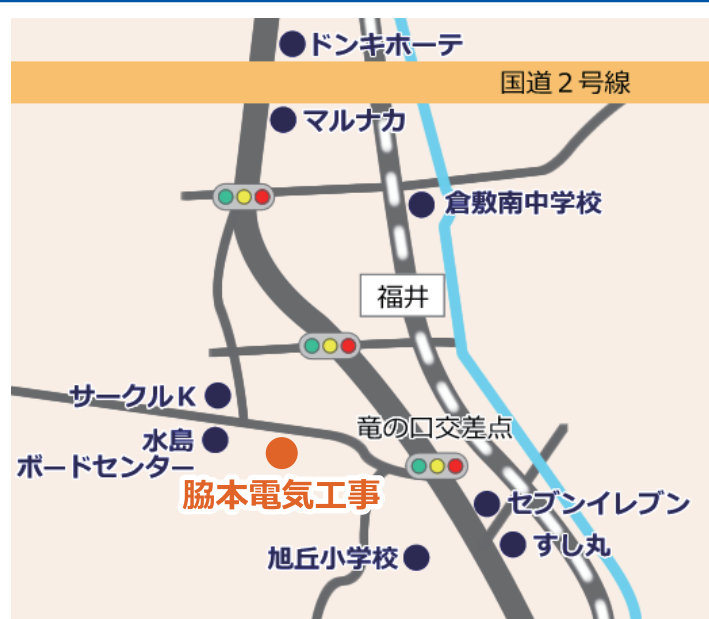 ドンキホーテ
国道２号線
マルナカ
倉敷南中学校
福井
サークルK
竜の口交差点
水島
ボードセンター
脇本電気工事
セブンイレブン
すし丸
旭丘小学校